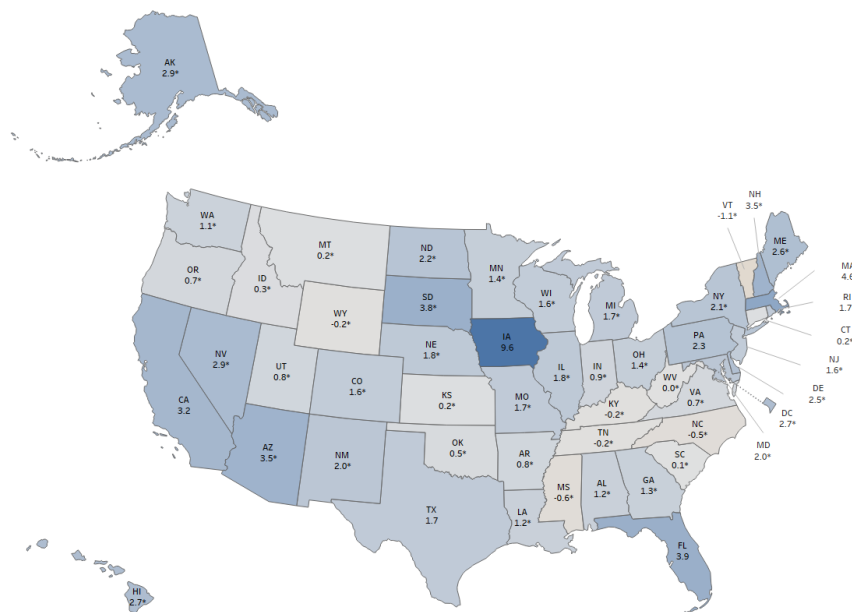 AK
2.9*
NH
3.5*
VT
-1.1*
WA
1.1*
MT
0.2*
ND
2.2*
MN
1.4*
ME
2.6*
OR
0.7*
ID
0.3*
SD
3.8*
WI
1.6*
MI
1.7*
NY
2.1*
MA
4.6
RI
1.7*
WY
-0.2*
IA
9.6
PA
2.3
CT
0.2*
NE
1.8*
NJ
1.6*
NV
2.9*
UT
0.8*
CO
1.6*
IL
1.8*
IN
0.9*
OH
1.4*
WV
0.0*
DE
2.5*
CA
3.2
KS
0.2*
MO
1.7*
KY
-0.2*
VA
0.7*
DC
2.7*
MD
2.0*
AZ
3.5*
NM
2.0*
OK
0.5*
AR
0.8*
TN
-0.2*
NC
-0.5*
SC
0.1*
TX
1.7
LA
1.2*
MS
-0.6*
AL
1.2*
GA
1.3*
FL
3.9
HI
2.7*